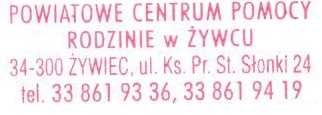 POWIATOWE CENTRUM POMOCY
RODZINIE w ŻYWCU
34-300 ŻYWIEC, ul. Ks. Pr. St. Słonki 24
tel. 33 861 93 36, 33 861 94 19